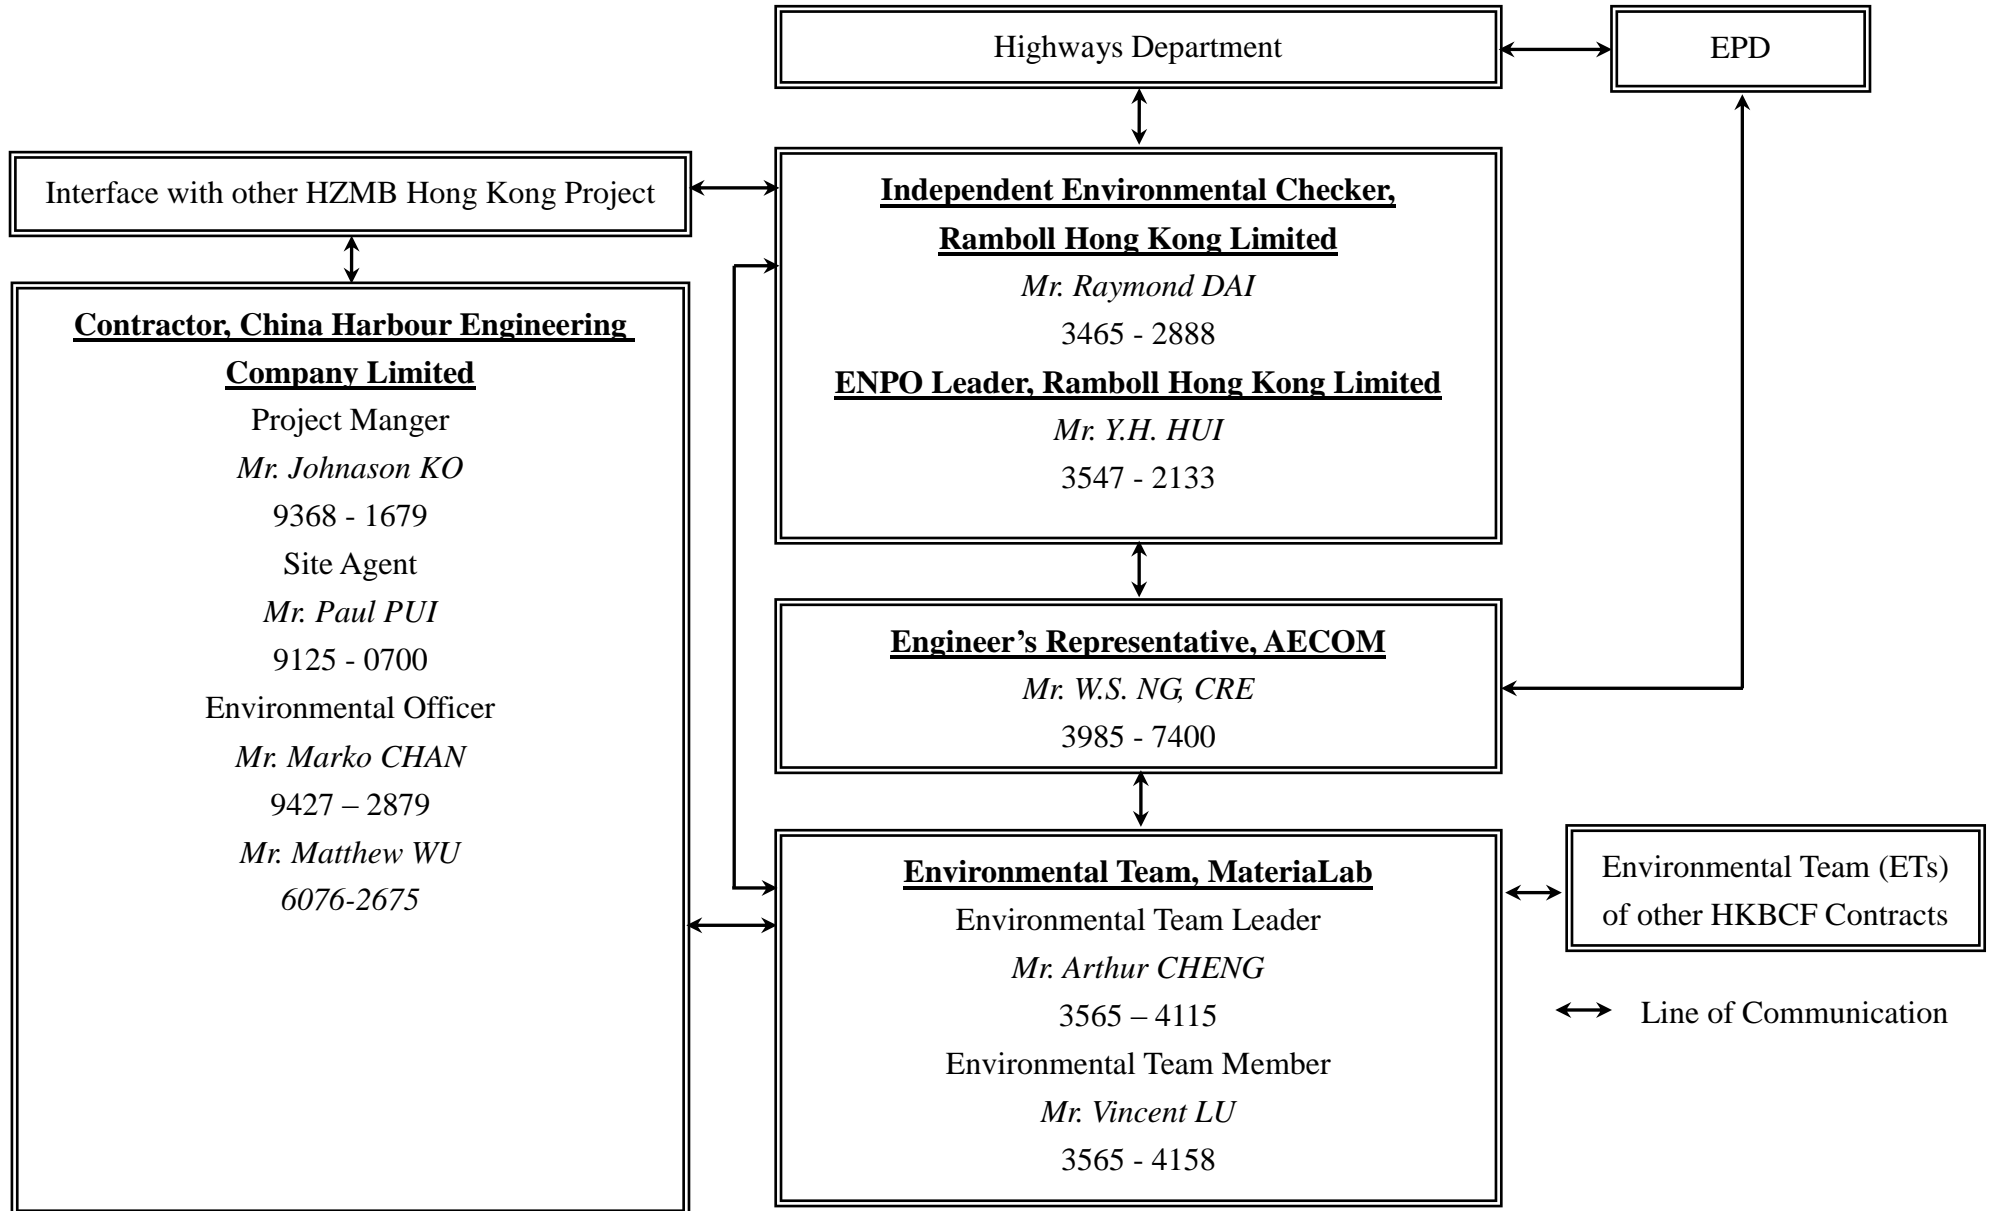 Highways Department
EPD
Interface with other HZMB Hong Kong Project
Independent Environmental Checker,
Ramboll Hong Kong Limited
Mr. Raymond DAI
3465 - 2888
ENPO Leader, Ramboll Hong Kong Limited
Mr. Y.H. HUI
3547 - 2133
Contractor, China Harbour Engineering
Company Limited
Project Manger
Mr. Johnason KO
9368 - 1679
Site Agent
Mr. Paul PUI
9125 - 0700
Environmental Officer
Mr. Marko CHAN
9427 – 2879
Mr. Matthew WU
6076-2675
Engineer’s Representative, AECOM
Mr. W.S. NG, CRE
3985 - 7400
Environmental Team, MateriaLab
Environmental Team Leader
Mr. Arthur CHENG
3565 – 4115
Environmental Team Member
Mr. Vincent LU
3565 - 4158
Environmental Team (ETs)
of other HKBCF Contracts
Line of Communication